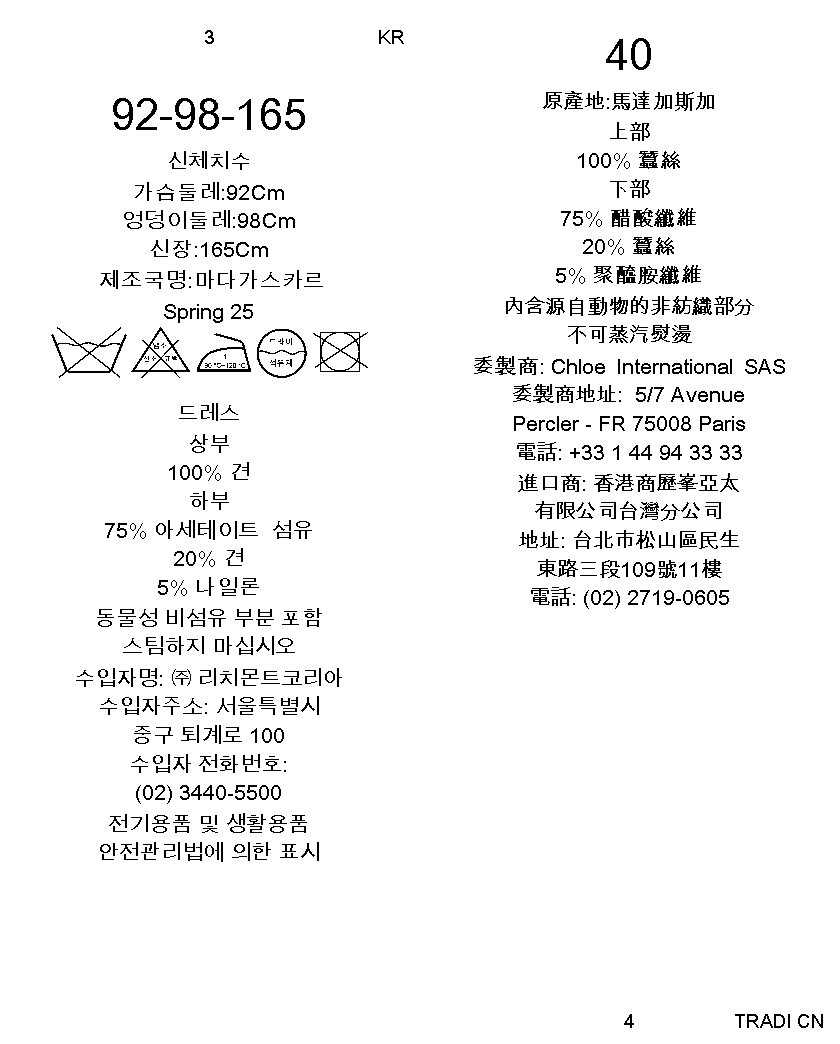 3
KR
92-98-165
신체치수
가슴둘레:92Cm
엉덩이둘레:98Cm
신장:165Cm
제조국명:마다가스카르
Spring 25
염소
산소 표백
1
90 °C~120 °C
드라이
석유계
드레스
상부
100% 견
하부
75% 아세테이트 섬유
20% 견
5% 나일론
동물성 비섬유 부분 포함
스팀하지 마십시오
수입자명: ㈜ 리치몬트코리아
수입자주소: 서울특별시
중구 퇴계로 100
수입자 전화번호:
(02) 3440-5500
전기용품 및 생활용품
안전관리법에 의한 표시
40
原產地:馬達加斯加
上部
100% 蠶絲
下部
75% 醋酸纖維
20% 蠶絲
5% 聚醯胺纖維
內含源自動物的非紡織部分
不可蒸汽熨燙
委製商: Chloe International SAS
委製商地址: 5/7 Avenue
Percler - FR 75008 Paris
電話: +33 1 44 94 33 33
進口商: 香港商歷峯亞太
有限公司台灣分公司
地址: 台北市松山區民生
東路三段109號11樓
電話: (02) 2719-0605
4
TRADI CN